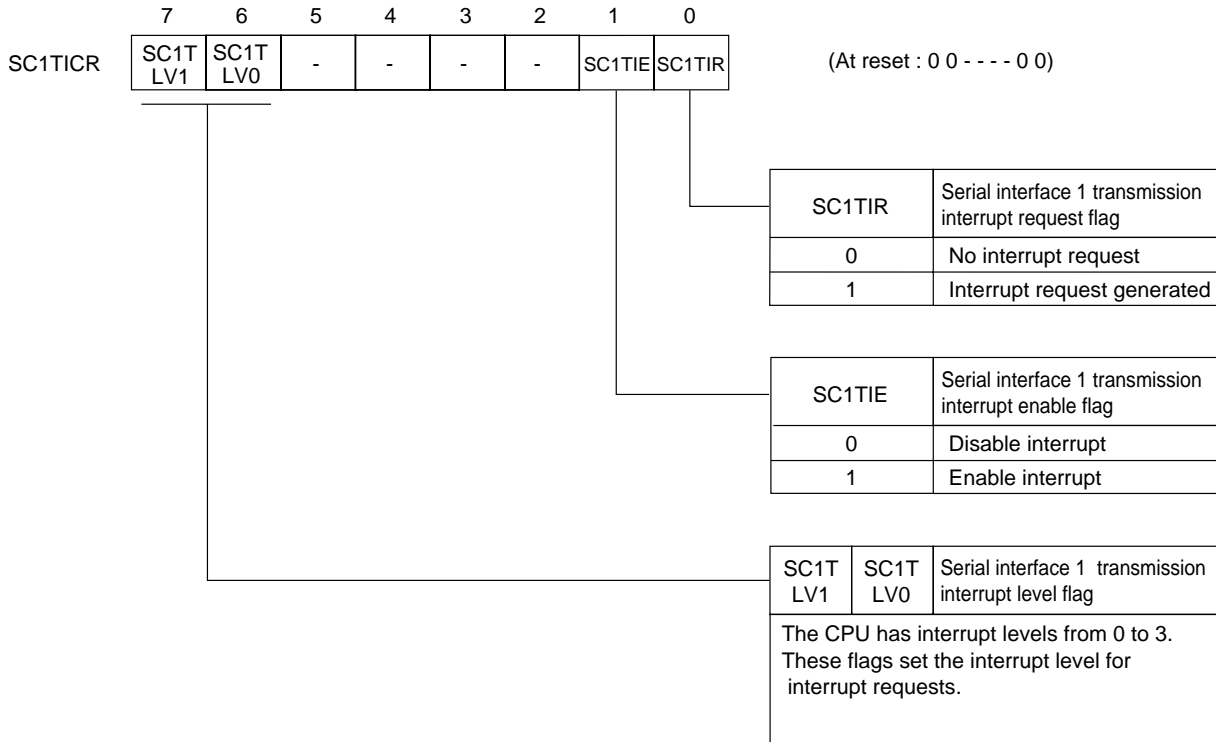 7 6 5 4 3 2 1 0
SC1TICR SC1T LV1 SC1T LV0 - - - - SC1TIE SC1TIR (At reset : 0 0 - - - - 0 0)
SC1TIR Serial interface 1 transmission
interrupt request flag
0 No interrupt request
1 Interrupt request generated
SC1TIE Serial interface 1 transmission
interrupt enable flag
0 Disable interrupt
1 Enable interrupt
SC1T SC1T Serial interface 1 transmission
LV1 LV0 interrupt level flag
The CPU has interrupt levels from 0 to 3.
These flags set the interrupt level for
interrupt requests.